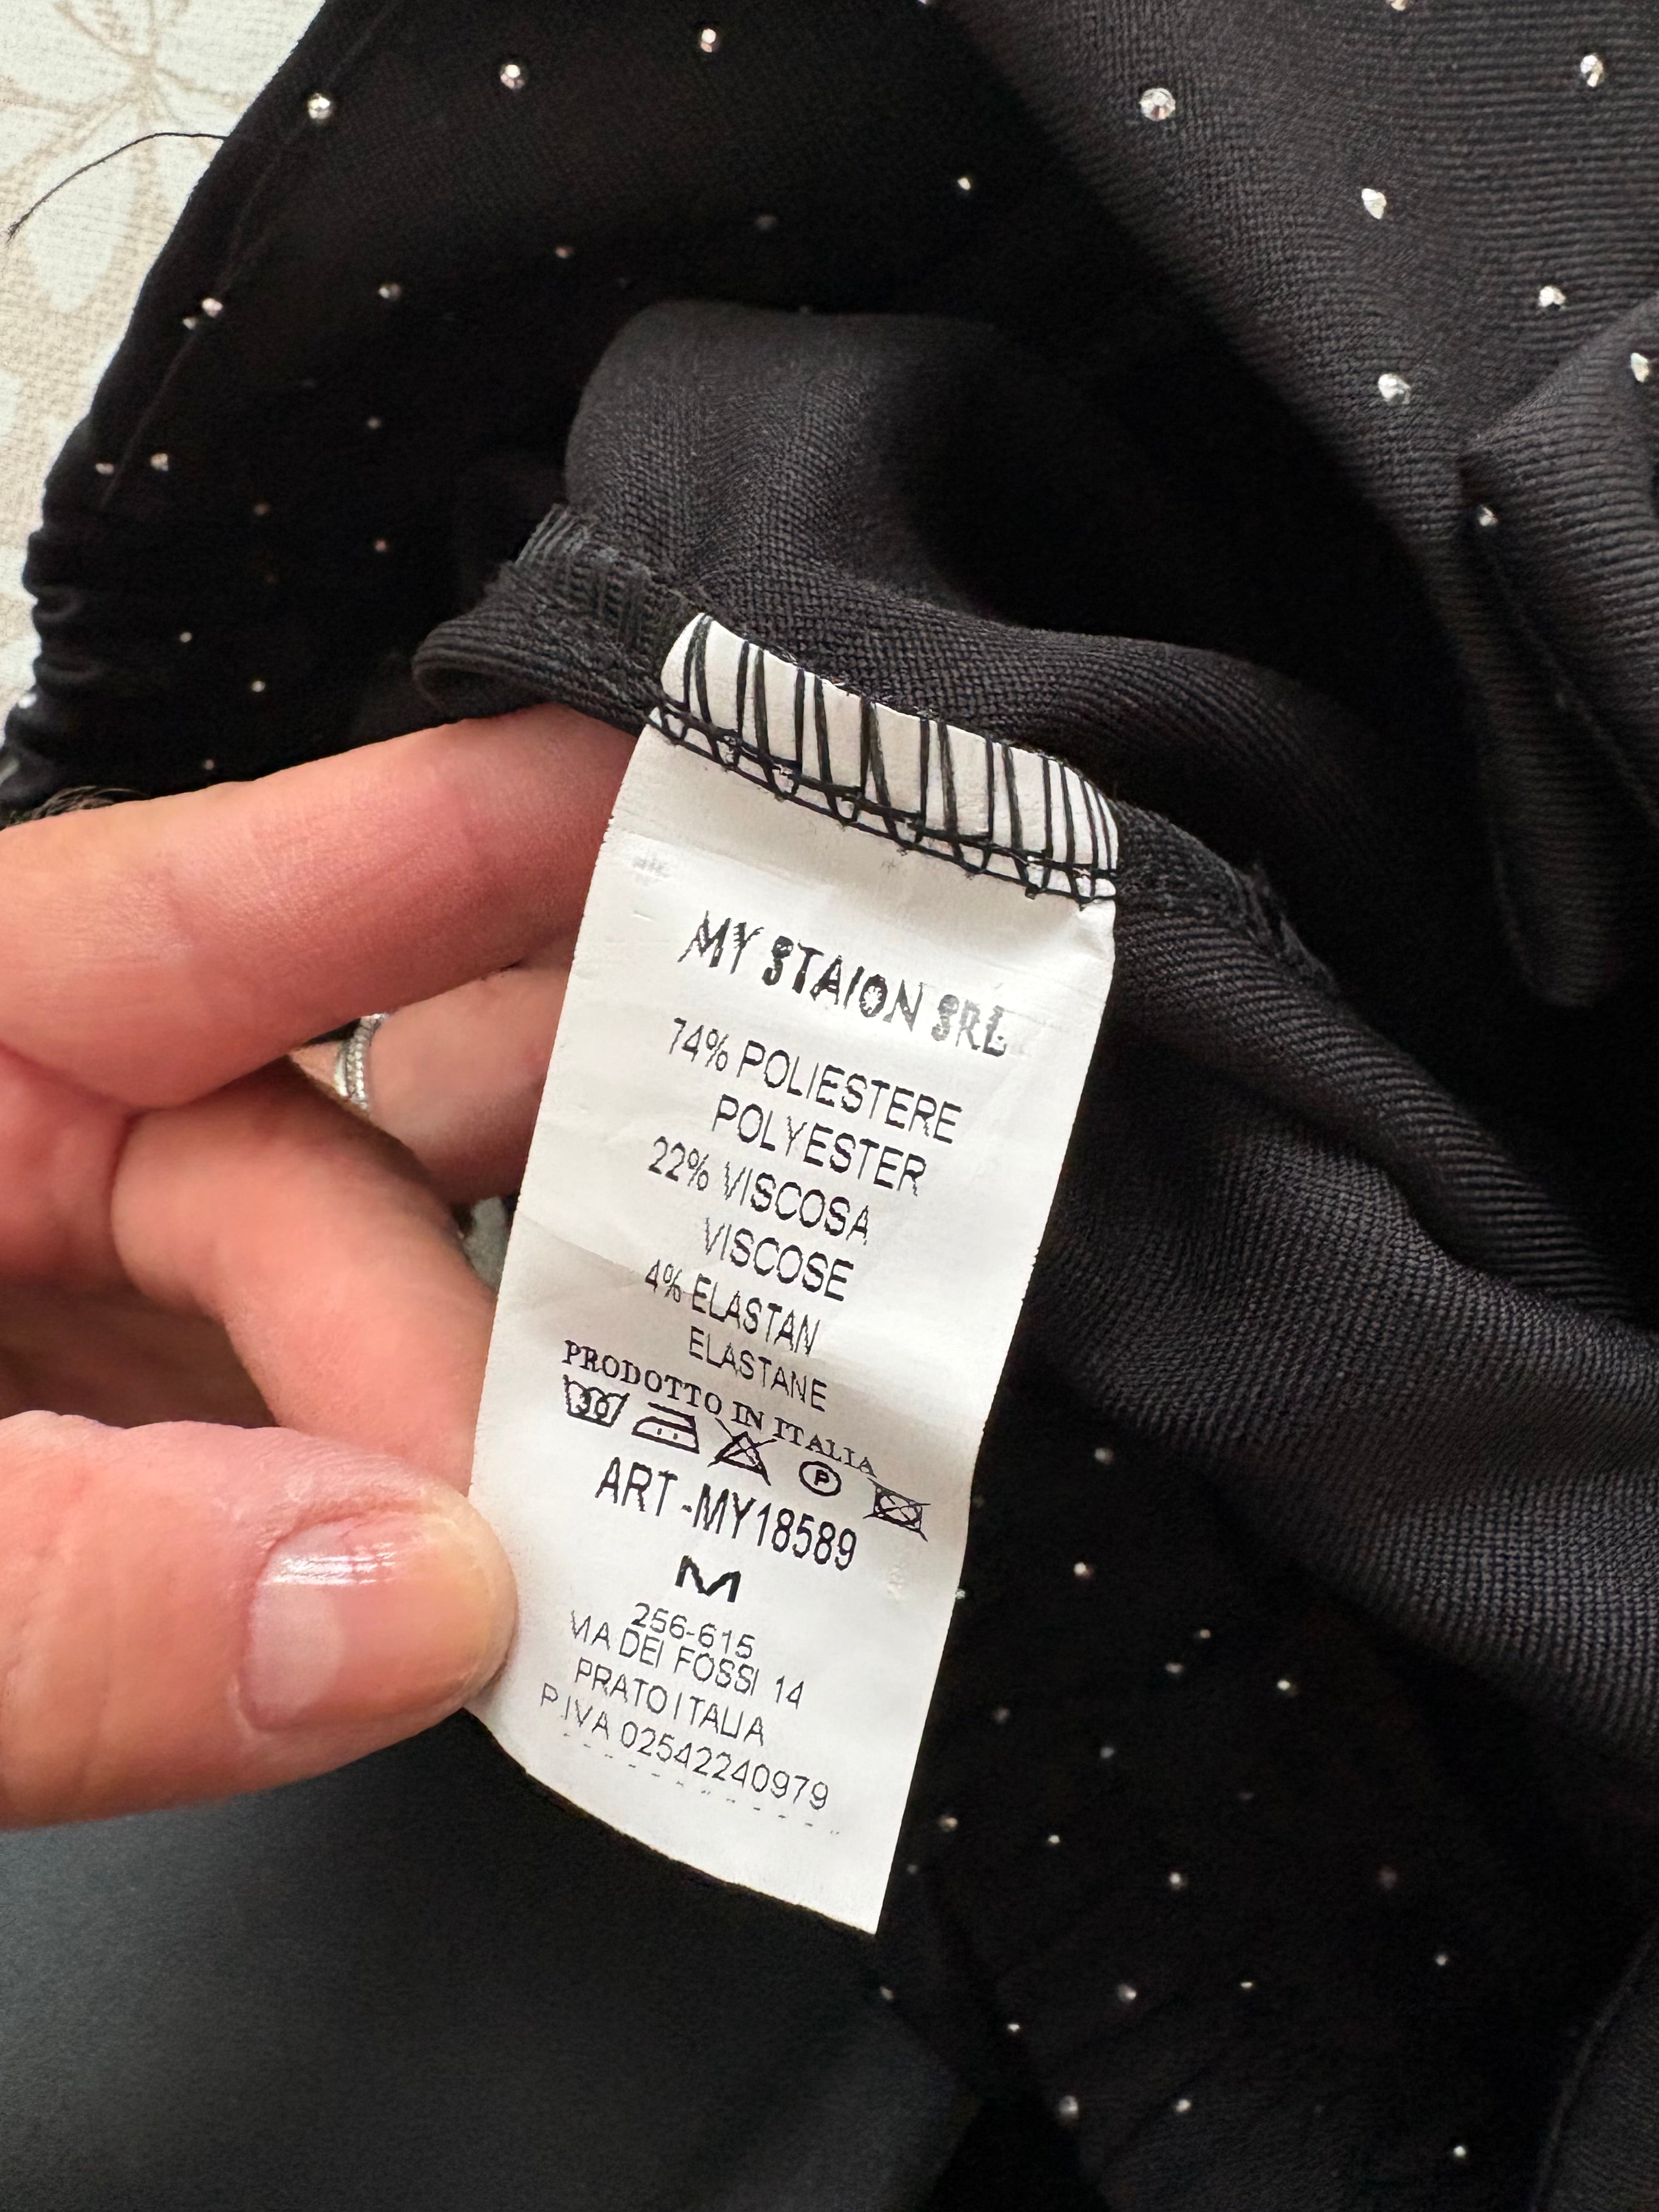 MY STAION SRL
74% POLIESTERE
POLYESTER
22% VISCOSA
VISCOSE
4% ELASTAN
ELASTANE
PRODOTTO IN ITALIA
30
P
ART-MY18589
M
256-615
VIA DEI FOSSI 14
PRATO ITALIA
P.IVA 02542240979